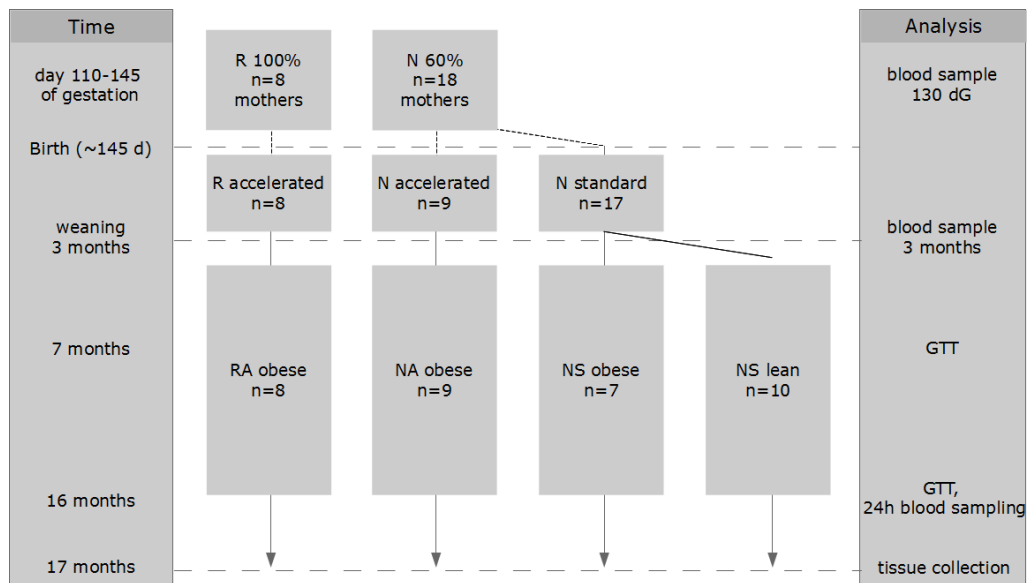 Time
Analysis
day 110-145
of gestation
R 100%
n=8
mothers
N 60%
n=18
mothers
blood sample
130 dG
Birth (~145 d)
R accelerated
n=8
N accelerated
n=9
N standard
n=17
weaning
3 months
blood sample
3 months
7 months
RA obese
n=8
NA obese
n=9
NS obese
n=7
NS lean
n=10
GTT
16 months
GTT,
24h blood sampling
17 months
tissue collection